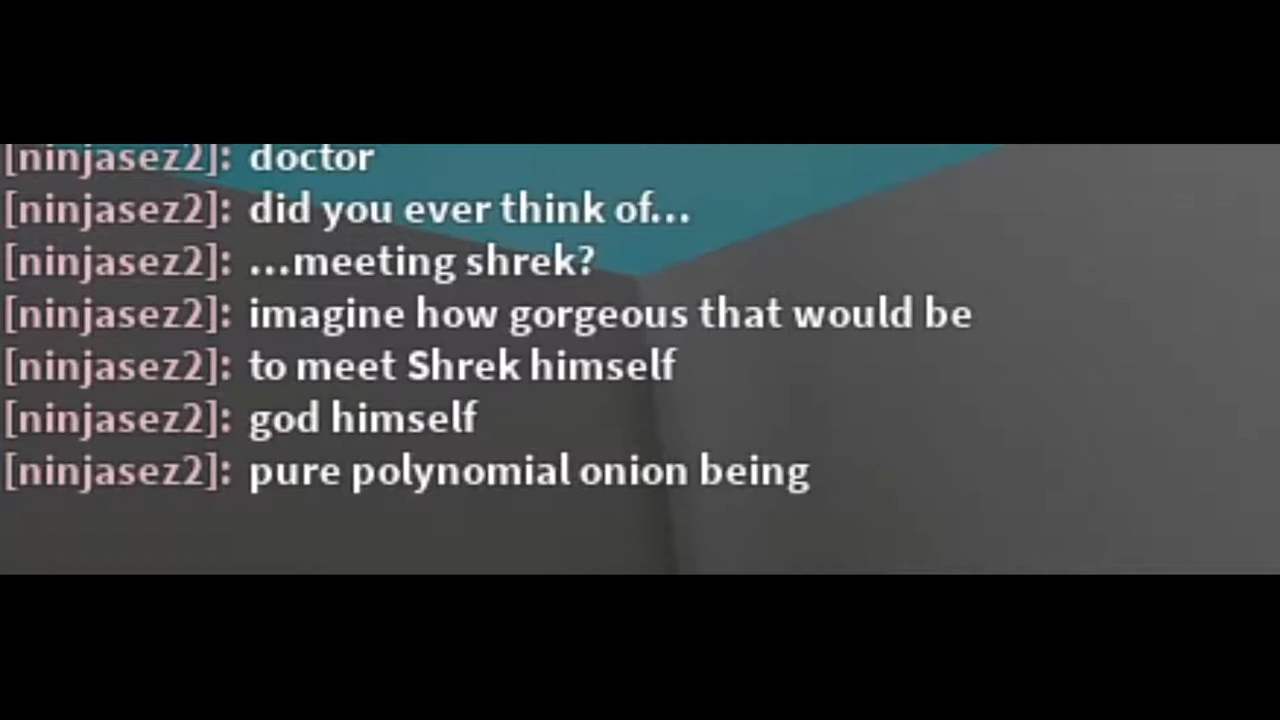 [ninjasez2]: doctor
[ninjasez2]: did you ever think of...
[ninjasez2]: ...meeting shrek?
[ninjasez2]: imagine how gorgeous that would be
[ninjasez2]: to meet Shrek himself
[ninjasez2]: god himself
[ninjasez2]: pure polynomial onion being